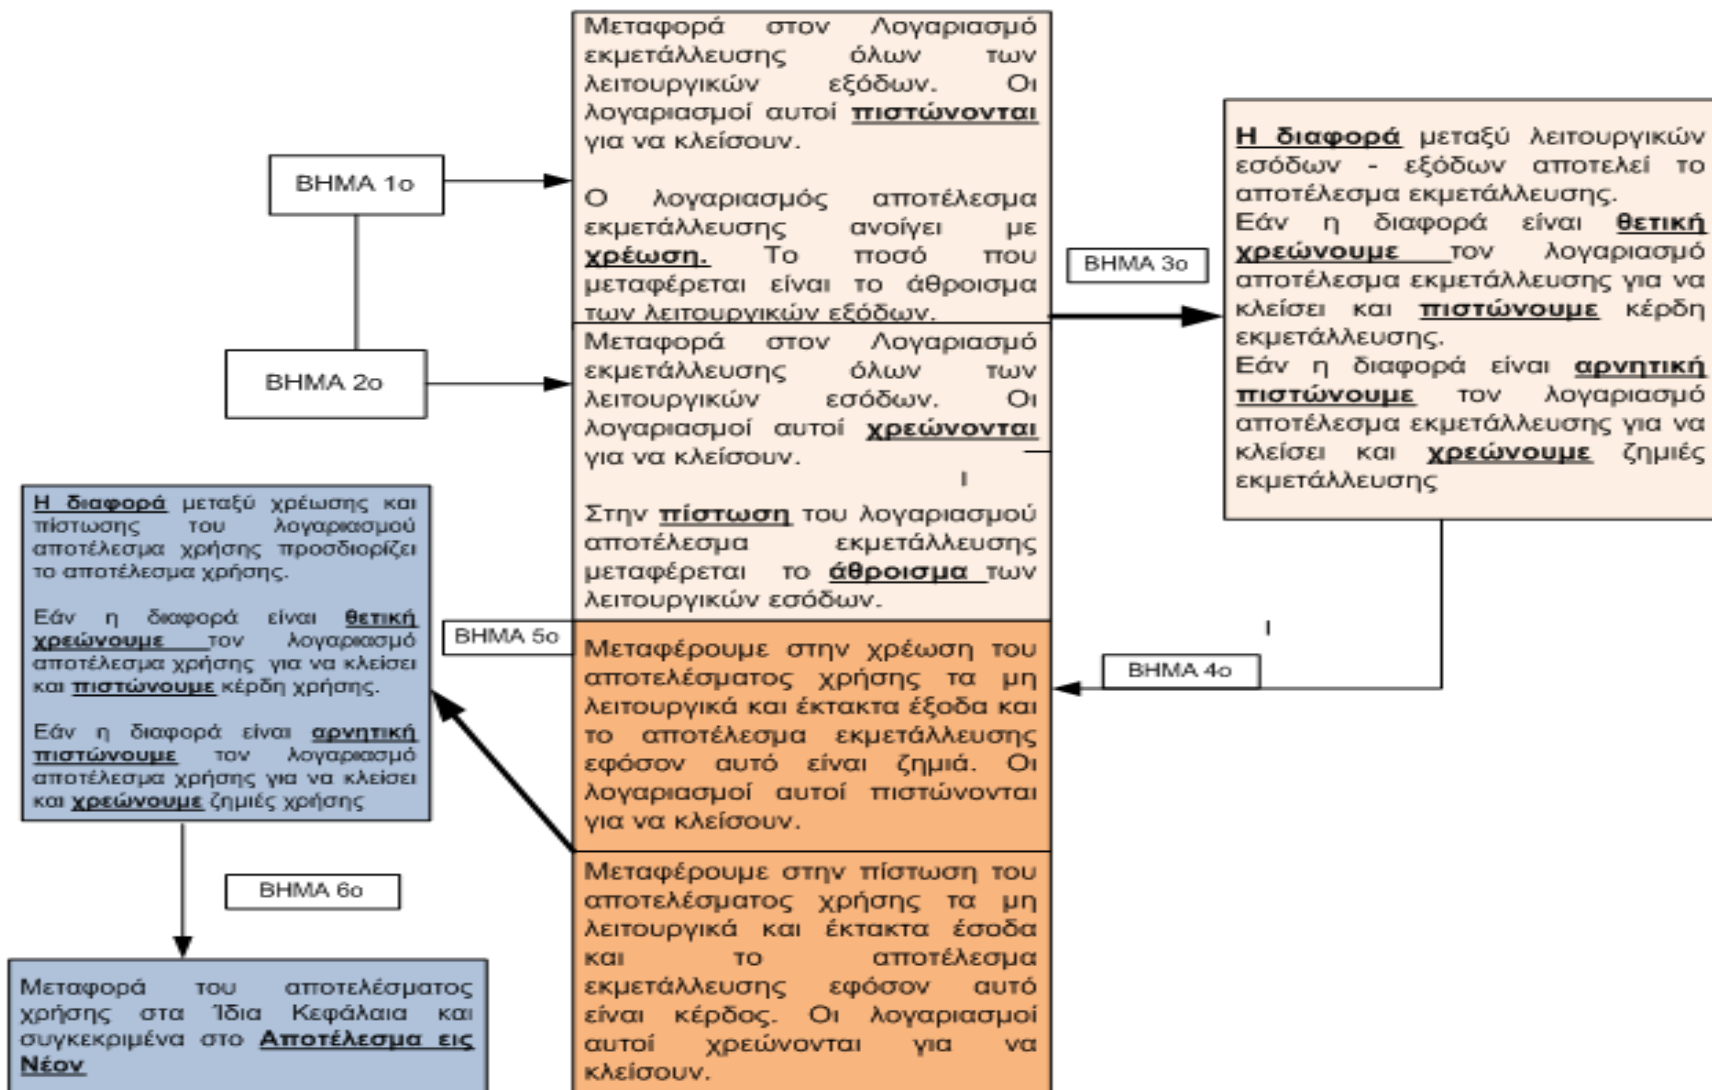 ΒΗΜΑ 1ο
Μεταφορά στον Λογαριασμό
εκμετάλλευσης όλων των
λειτουργικών εξόδων. Οι
λογαριασμοί αυτοί πιστώνονται
για να κλείσουν.
Ο λογαριασμός αποτέλεσμα
εκμετάλλευσης ανοίγει με
χρέωση. Το ποσό που
μεταφέρεται είναι το άθροισμα
των λειτουργικών εξόδων.
ΒΗΜΑ 2ο
Μεταφορά στον Λογαριασμό
εκμετάλλευσης όλων των
λειτουργικών εσόδων. Οι
λογαριασμοί αυτοί χρεώνονται
για να κλείσουν.
Στην πίστωση του λογαριασμού
αποτέλεσμα εκμετάλλευσης
μεταφέρεται το άθροισμα των
λειτουργικών εσόδων.
ΒΗΜΑ 3ο
Η διαφορά μεταξύ λειτουργικών
εσόδων - εξόδων αποτελεί το
αποτέλεσμα εκμετάλλευσης.
Εάν η διαφορά είναι θετική
χρεώνουμε τον λογαριασμό
αποτέλεσμα εκμετάλλευσης για να
κλείσει και πιστώνουμε κέρδη
εκμετάλλευσης.
Εάν η διαφορά είναι αρνητική
πιστώνουμε τον λογαριασμό
αποτέλεσμα εκμετάλλευσης για να
κλείσει και χρεώνουμε ζημιές
εκμετάλλευσης
ΒΗΜΑ 4ο
Μεταφέρουμε στην χρέωση του
αποτελέσματος χρήσης τα μη
λειτουργικά και έκτακτα έξοδα και
το αποτέλεσμα εκμετάλλευσης
εφόσον αυτό είναι ζημιά. Οι
λογαριασμοί αυτοί πιστώνονται
για να κλείσουν.
Μεταφέρουμε στην πίστωση του
αποτελέσματος χρήσης τα μη
λειτουργικά και έκτακτα έσοδα
και το αποτέλεσμα
εκμετάλλευσης εφόσον αυτό
είναι κέρδος. Οι λογαριασμοί
αυτοί χρεώνονται για να
κλείσουν.
ΒΗΜΑ 5ο
Η διαφορά μεταξύ χρέωσης και
πίστωσης του λογαριασμού
αποτέλεσμα χρήσης προσδιορίζει
το αποτέλεσμα χρήσης.
Εάν η διαφορά είναι θετική
χρεώνουμε τον λογαριασμό
αποτέλεσμα χρήσης για να κλείσει
και πιστώνουμε κέρδη χρήσης.
Εάν η διαφορά είναι αρνητική
πιστώνουμε τον λογαριασμό
αποτέλεσμα χρήσης για να κλείσει
και χρεώνουμε ζημιές χρήσης
ΒΗΜΑ 6ο
Μεταφορά του αποτελέσματος
χρήσης στα Ίδια Κεφάλαια και
συγκεκριμένα στο Αποτέλεσμα εις
Νέον